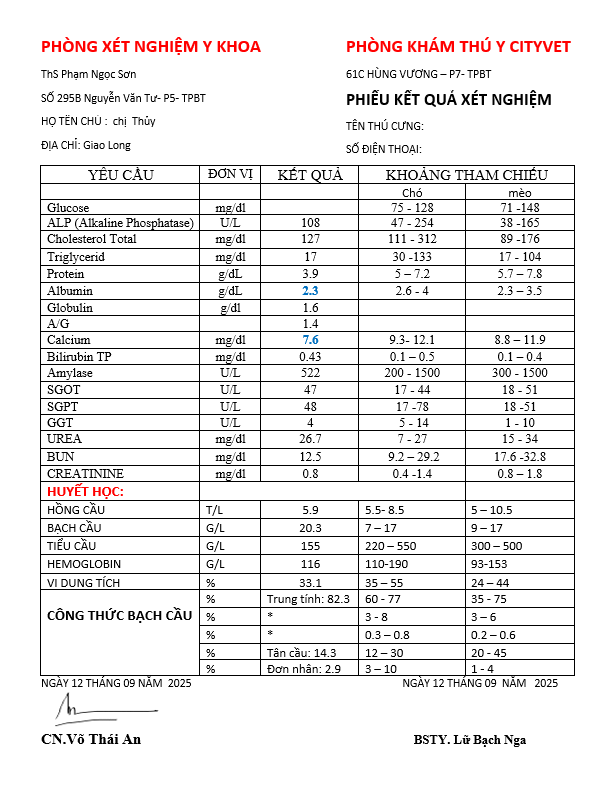 PHÒNG XÉT NGHIỆM Y KHOA PHÒNG KHÁM THÚ Y CITYVET
ThS Phạm Ngọc Sơn 61C HÙNG VƯƠNG – P7- TPBT
SỐ 295B Nguyễn Văn Tư- P5- TPBT PHIẾU KẾT QUẢ XÉT NGHIỆM
HỌ TÊN CHỦ : chị Thủy TÊN THÚ CƯNG:
ĐỊA CHỈ: Giao Long SỐ ĐIỆN THOẠI:
YÊU CẦU ĐƠN VỊ KẾT QUẢ KHOẢNG THAM CHIẾU
Chó mèo
Glucose mg/dl 75 - 128 71 -148
ALP (Alkaline Phosphatase) U/L 108 47 - 254 38 -165
Cholesterol Total mg/dl 127 111 - 312 89 -176
Triglycerid mg/dl 17 30 -133 17 - 104
Protein g/dL 3.9 5 – 7.2 5.7 – 7.8
Albumin g/dL 2.3 2.6 - 4 2.3 – 3.5
Globulin g/dl 1.6
A/G 1.4
Calcium mg/dl 7.6 9.3- 12.1 8.8 – 11.9
Bilirubin TP mg/dl 0.43 0.1 – 0.5 0.1 – 0.4
Amylase U/L 522 200 - 1500 300 - 1500
SGOT U/L 47 17 - 44 18 - 51
SGPT U/L 48 17 -78 18 -51
GGT U/L 4 5 - 14 1 - 10
UREA mg/dl 26.7 7 - 27 15 - 34
BUN mg/dl 12.5 9.2 – 29.2 17.6 -32.8
CREATININE mg/dl 0.8 0.4 -1.4 0.8 – 1.8
HUYẾT HỌC:
HỒNG CẦU T/L 5.9 5.5- 8.5 5 – 10.5
BẠCH CẦU G/L 20.3 7 – 17 9 – 17
TIỂU CẦU G/L 155 220 – 550 300 – 500
HEMOGLOBIN G/L 116 110-190 93-153
VI DUNG TÍCH % 33.1 35 – 55 24 – 44
CÔNG THỨC BẠCH CẦU % Trung tính: 82.3 60 - 77 35 - 75
% * 3 - 8 3 – 6
% * 0.3 – 0.8 0.2 – 0.6
% Tân cầu: 14.3 12 – 30 20 - 45
% Đơn nhân: 2.9 3 – 10 1 - 4
NGÀY 12 THÁNG 09 NĂM 2025 NGÀY 12 THÁNG 09 NĂM 2025
CN.Võ Thái An BSTY. Lữ Bạch Nga